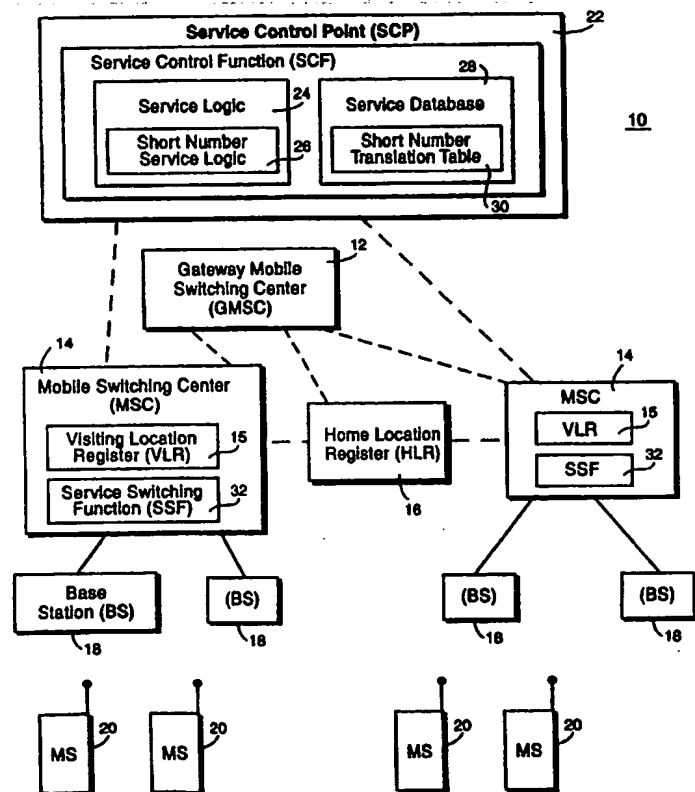 Service Control Point (SCP)
22
Service Control Function (SCF)
24
Service Logic
Short Number
Service Logic
26
28
Service Database
Short Number
Translation Table
30
10
12
Gateway Mobile
Switching Center
(GMSC)
14
Mobile Switching Center
(MSC)
Visiting Location
Register (VLR)
15
Service Switching
Function (SSF)
32
Home Location
Register (HLR)
16
14
MSC
VLR
15
SSF
32
Base
Station (BS)
18
(BS)
18
(BS)
18
(BS)
18
MS
20
MS
20
MS
20
MS
20